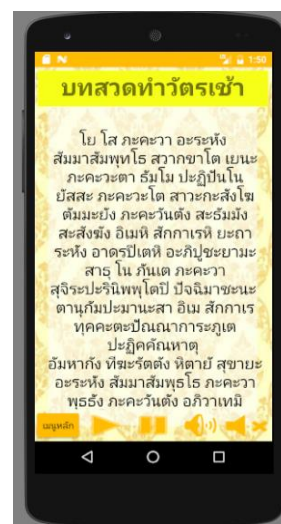 1:50
บทสวดทำวัตรเช้า
โย โส ภะคะวา อะระหัง
สัมมาสัมพุทโธ สวากขาโต เยนะ
ภะคะวะตา ธัมโม ปะฏิปันโน
ยัสสะ ภะคะวะโต สาวะกะสังโฆ
ตัมมะยัง ภะคะวันตัง สะธัมมัง
สะสังฆัง อิเมหิ สักกาเรหิ ยะถา
ระหัง อาดรปิเตหิ อะภิปูชะยามะ
สาธุ โน ภันเต ภะคะวา
สุจิระปะรินิพพุโตปิ ปัจฉิมาชะนะ
ตานุกัมปะมานะสา อิเม สักกาเร
ทุคคะตะปัณณาการะภูเต
ปะฏิคคัณหาตุ
อัมหากัง ทีฆะรัตตัง หิตายั สุขายะ
อะระหัง สัมมาสัมพุธโธ ภะคะวา
พุธธัง ภะคะวันตัง อภิวาเทมิ
เมนูหลัก